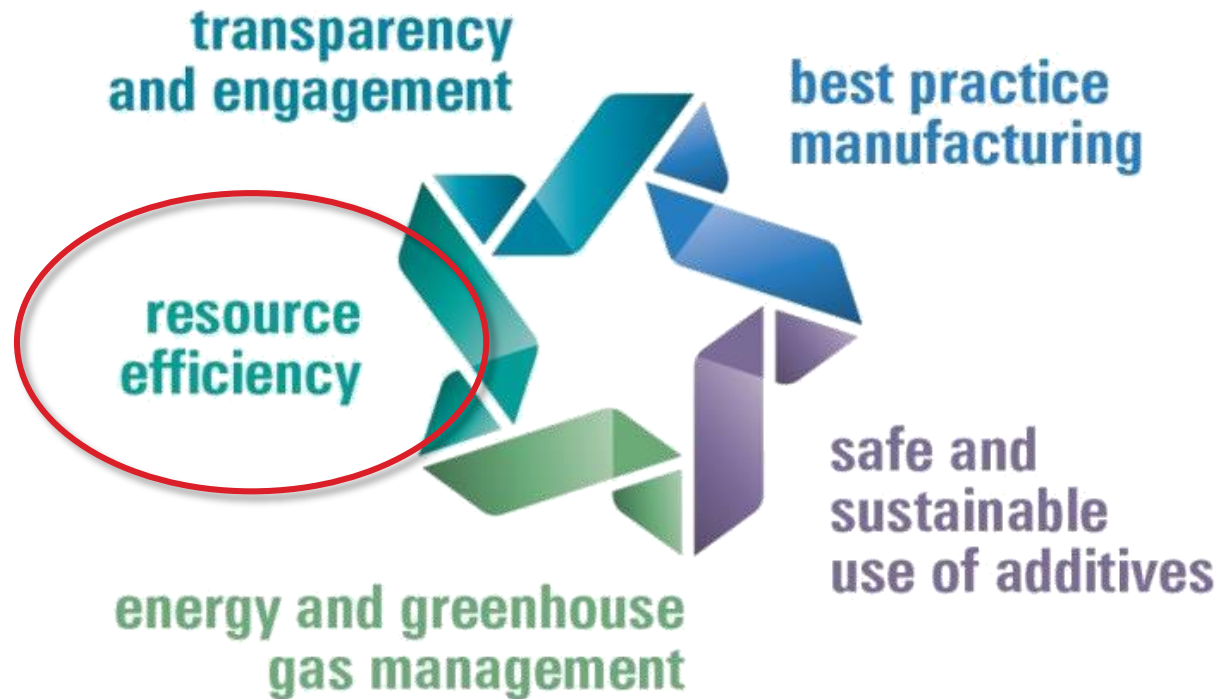 transparency
and engagement
best practice
manufacturing
resource
efficiency
safe and
sustainable
use of additives
energy and greenhouse
gas management